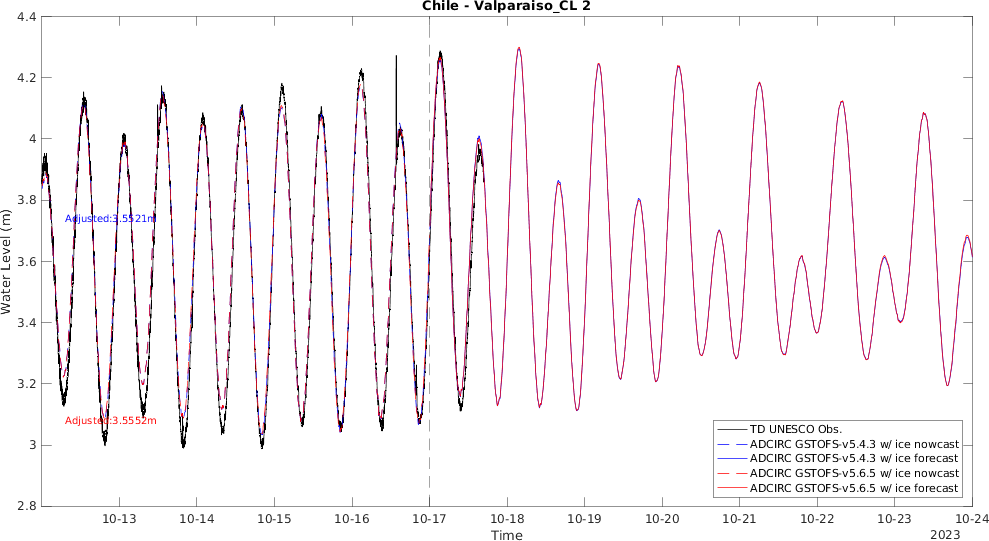 Chile - Valparaiso_CL 2
4.4
4.2
4
3.8
3.6
3.4
3.2
3
2.8
Water Level (m)
Adjusted:3.5521m
Adjusted:3.5552m
TD UNESCO Obs.
ADCIRC GSTOFS-v5.4.3 w/ ice nowcast
ADCIRC GSTOFS-v5.4.3 w/ ice forecast
ADCIRC GSTOFS-v5.6.5 w/ ice nowcast
ADCIRC GSTOFS-v5.6.5 w/ ice forecast
10-13 10-14 10-15 10-16 10-17 10-18 10-19 10-20 10-21 10-22 10-23 10-24
Time 2023